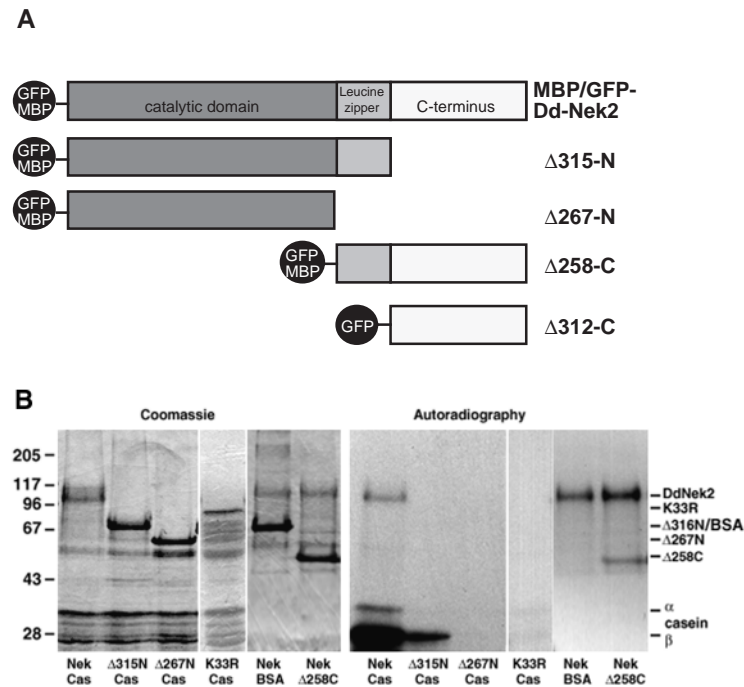 A
GFP
MBP
catalytic domain
Leucine
zipper
C-terminus
MBP/GFP-
Dd-Nek2
GFP
MBP
Δ315-N
GFP
MBP
Δ267-N
GFP
MBP
Δ258-C
GFP
Δ312-C
B
Coomassie
Autoradiography
205
117
96
67
43
28
DdNek2
K33R
Δ316N/BSA
Δ267N
Δ258C
α
casein
β
Nek Δ315N Δ267N K33R Nek Nek Nek Δ315N Δ267N K33R Nek Nek
Cas Cas Cas Cas BSA Δ258C Cas Cas Cas Cas BSA Δ258C